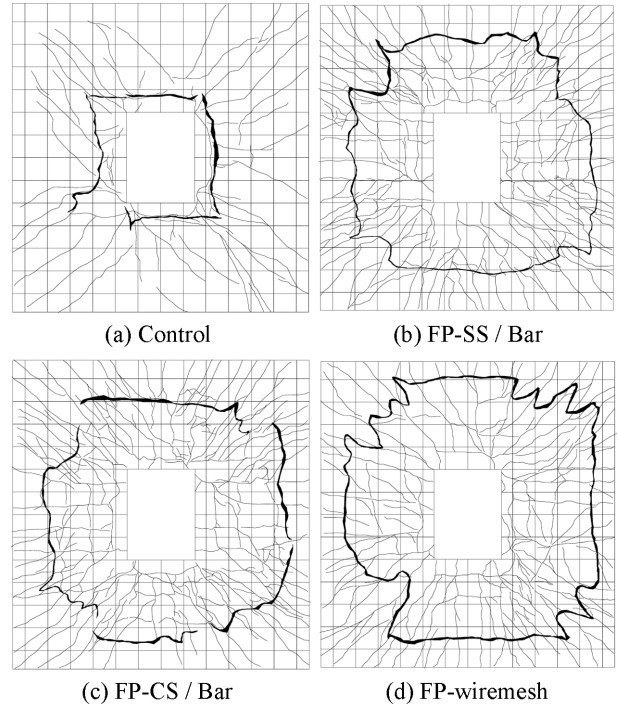 (a) Control
(b) FP-SS / Bar
(c) FP-CS / Bar
(d) FP-wiremesh